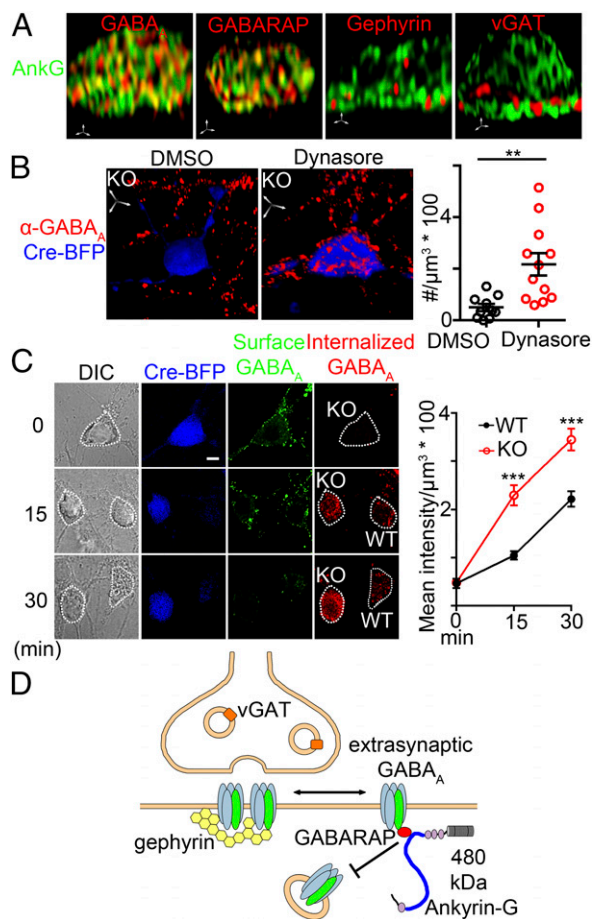 A
GABAA GABARAP Gephyrin vGAT
AnkG
B
DMSO Dynasore
KO KO
α-GABAA
Cre-BFP
**
#/µm³ * 100
4
0
DMSO Dynasore
C
DIC Cre-BFP Surface GABAA Internalized GABAA
0
KO
15
KO
WT
30
KO
WT
(min)
Mean intensity/µm³ * 100
4
2
WT
KO
***
***
0 15 30
min
D
vGAT
extrasynaptic
GABAA
gephyrin
GABARAP
480
kDa
Ankyrin-G